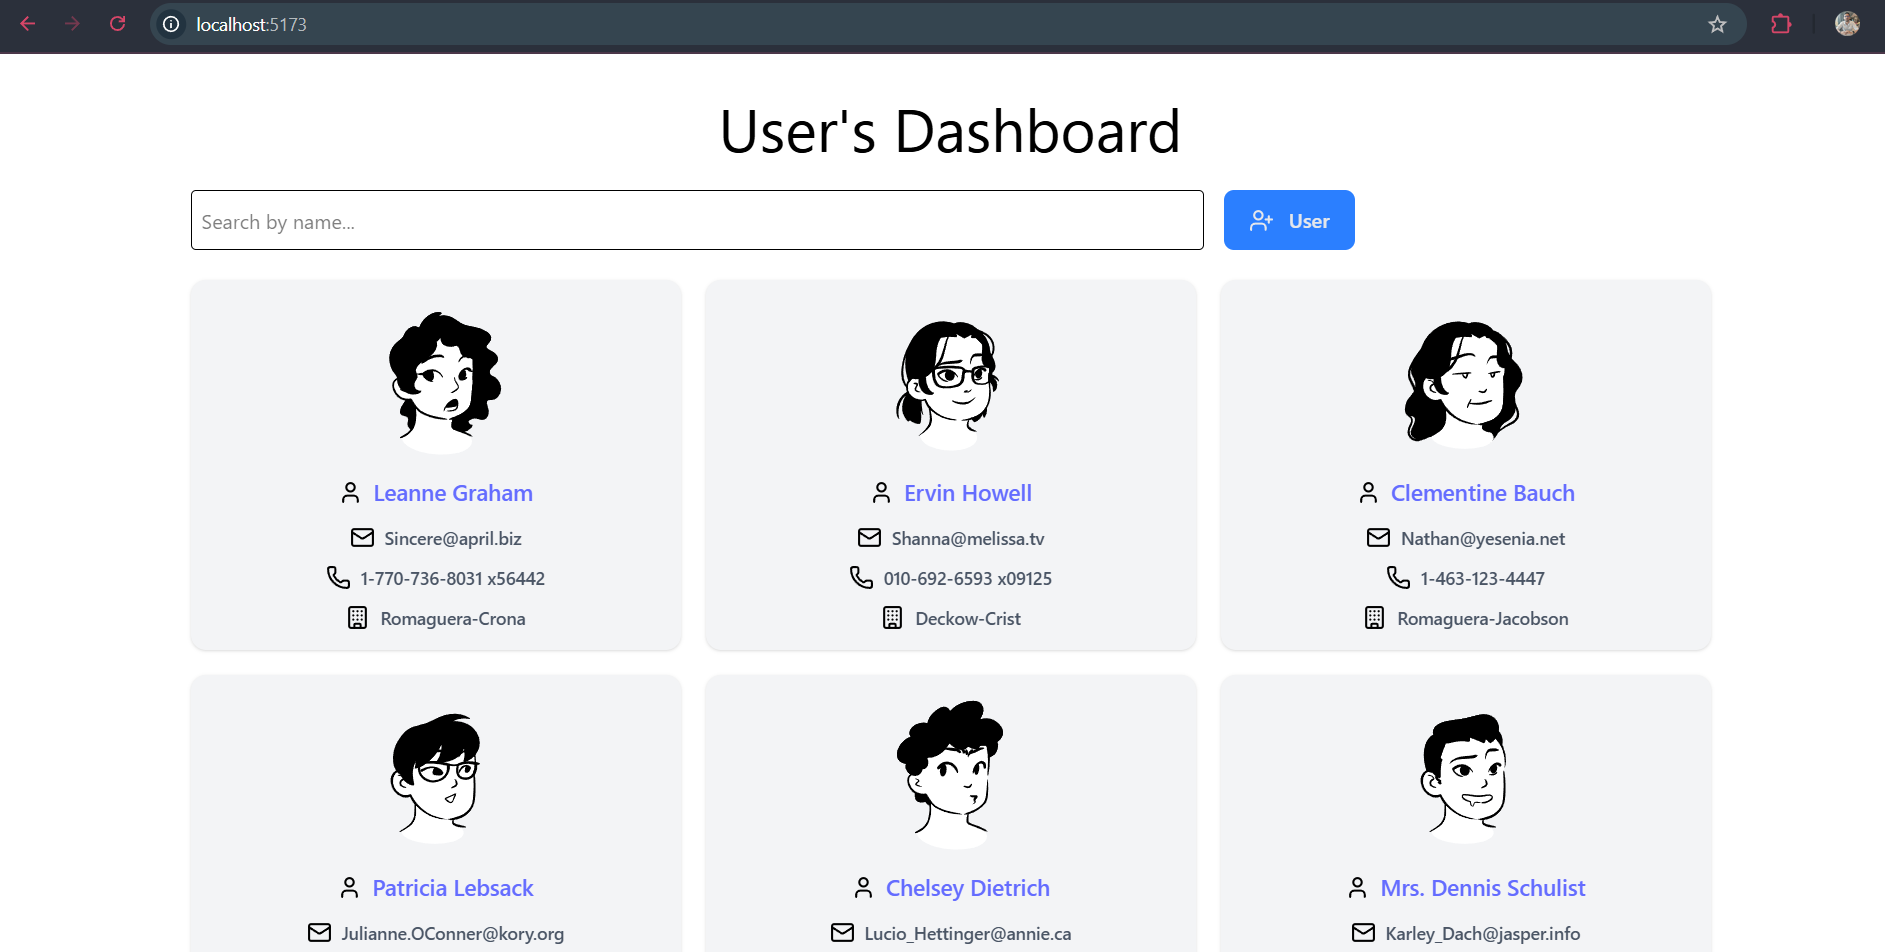 localhost:5173
User's Dashboard
Search by name...
User
Leanne Graham
Sincere@april.biz
1-770-736-8031 x56442
Romaguera-Crona
Ervin Howell
Shanna@melissa.tv
010-692-6593 x09125
Deckow-Crist
Clementine Bauch
Nathan@yesenia.net
1-463-123-4447
Romaguera-Jacobson
Patricia Lebsack
Julianne.OConner@kory.org
Chelsey Dietrich
Lucio_Hettinger@annie.ca
Mrs. Dennis Schulist
Karley_Dach@jasper.info